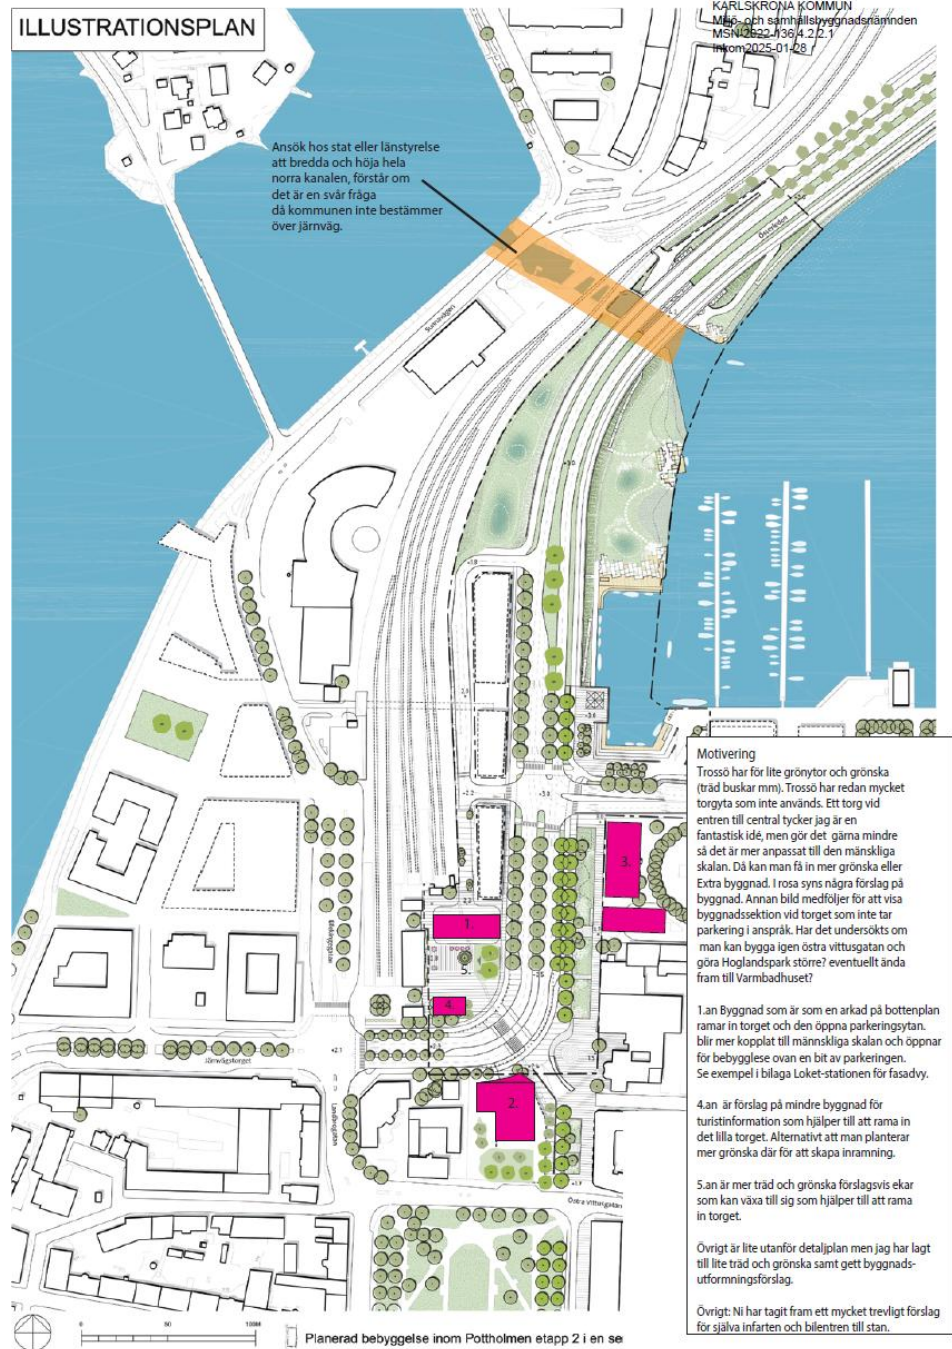 ILLUSTRATIONSPLAN
KARLSKRONA KOMMUN
Miljö- och samhällsbyggnadsnämnden
MSN-2022-136.4.2.2.1
Inkom2025-01-28
Ansök hos stat eller länstyrelse
att bredda och höja hela
norra kanalen, förstår om
det är en svår fråga
då kommunen inte bestämmer
över järnväg.
Österleden
Sunnavägen
Motivering
Trossö har för lite grönytor och grönska
(träd buskar mm). Trossö har redan mycket
torgyta som inte används. Ett torg vid
entren till central tycker jag är en
fantastisk idé, men gör det gärna mindre
så det är mer anpassat till den mänskliga
skalan. Då kan man få in mer grönska eller
Extra byggnad. I rosa syns några förslag på
byggnad. Annan bild medföljer för att visa
byggnadssektion vid torget som inte tar
parkering i anspråk. Har det undersökts om
man kan bygga igen östra vittusgatan och
göra Hoglandspark större? eventuellt ända
fram till Varmbadhuset?
1.an Byggnad som är som en arkad på bottenplan
ramar in torget och den öppna parkeringsytan.
blir mer kopplat till männskliga skalan och öppnar
för bebygglese ovan en bit av parkeringen.
Se exempel i bilaga Loket-stationen för fasadvy.
4.an är förslag på mindre byggnad för
turistinformation som hjälper till att rama in
det lilla torget. Alternativt att man planterar
mer grönska där för att skapa inramning.
5.an är mer träd och grönska förslagsvis ekar
som kan växa till sig som hjälper till att rama
in torget.
Övrigt är lite utanför detaljplan men jag har lagt
till lite träd och grönska samt gett byggnads-
utformningsförslag.
Övrigt: Ni har tagit fram ett mycket trevligt förslag
för själva infarten och bilentren till stan.
3.
1.
5.
4.
2.
Blekingegatan
Järnvägstorget
Landbrogatan
Östra Vittusgatan
0 50 100M
Planerad bebyggelse inom Pottholmen etapp 2 i en se